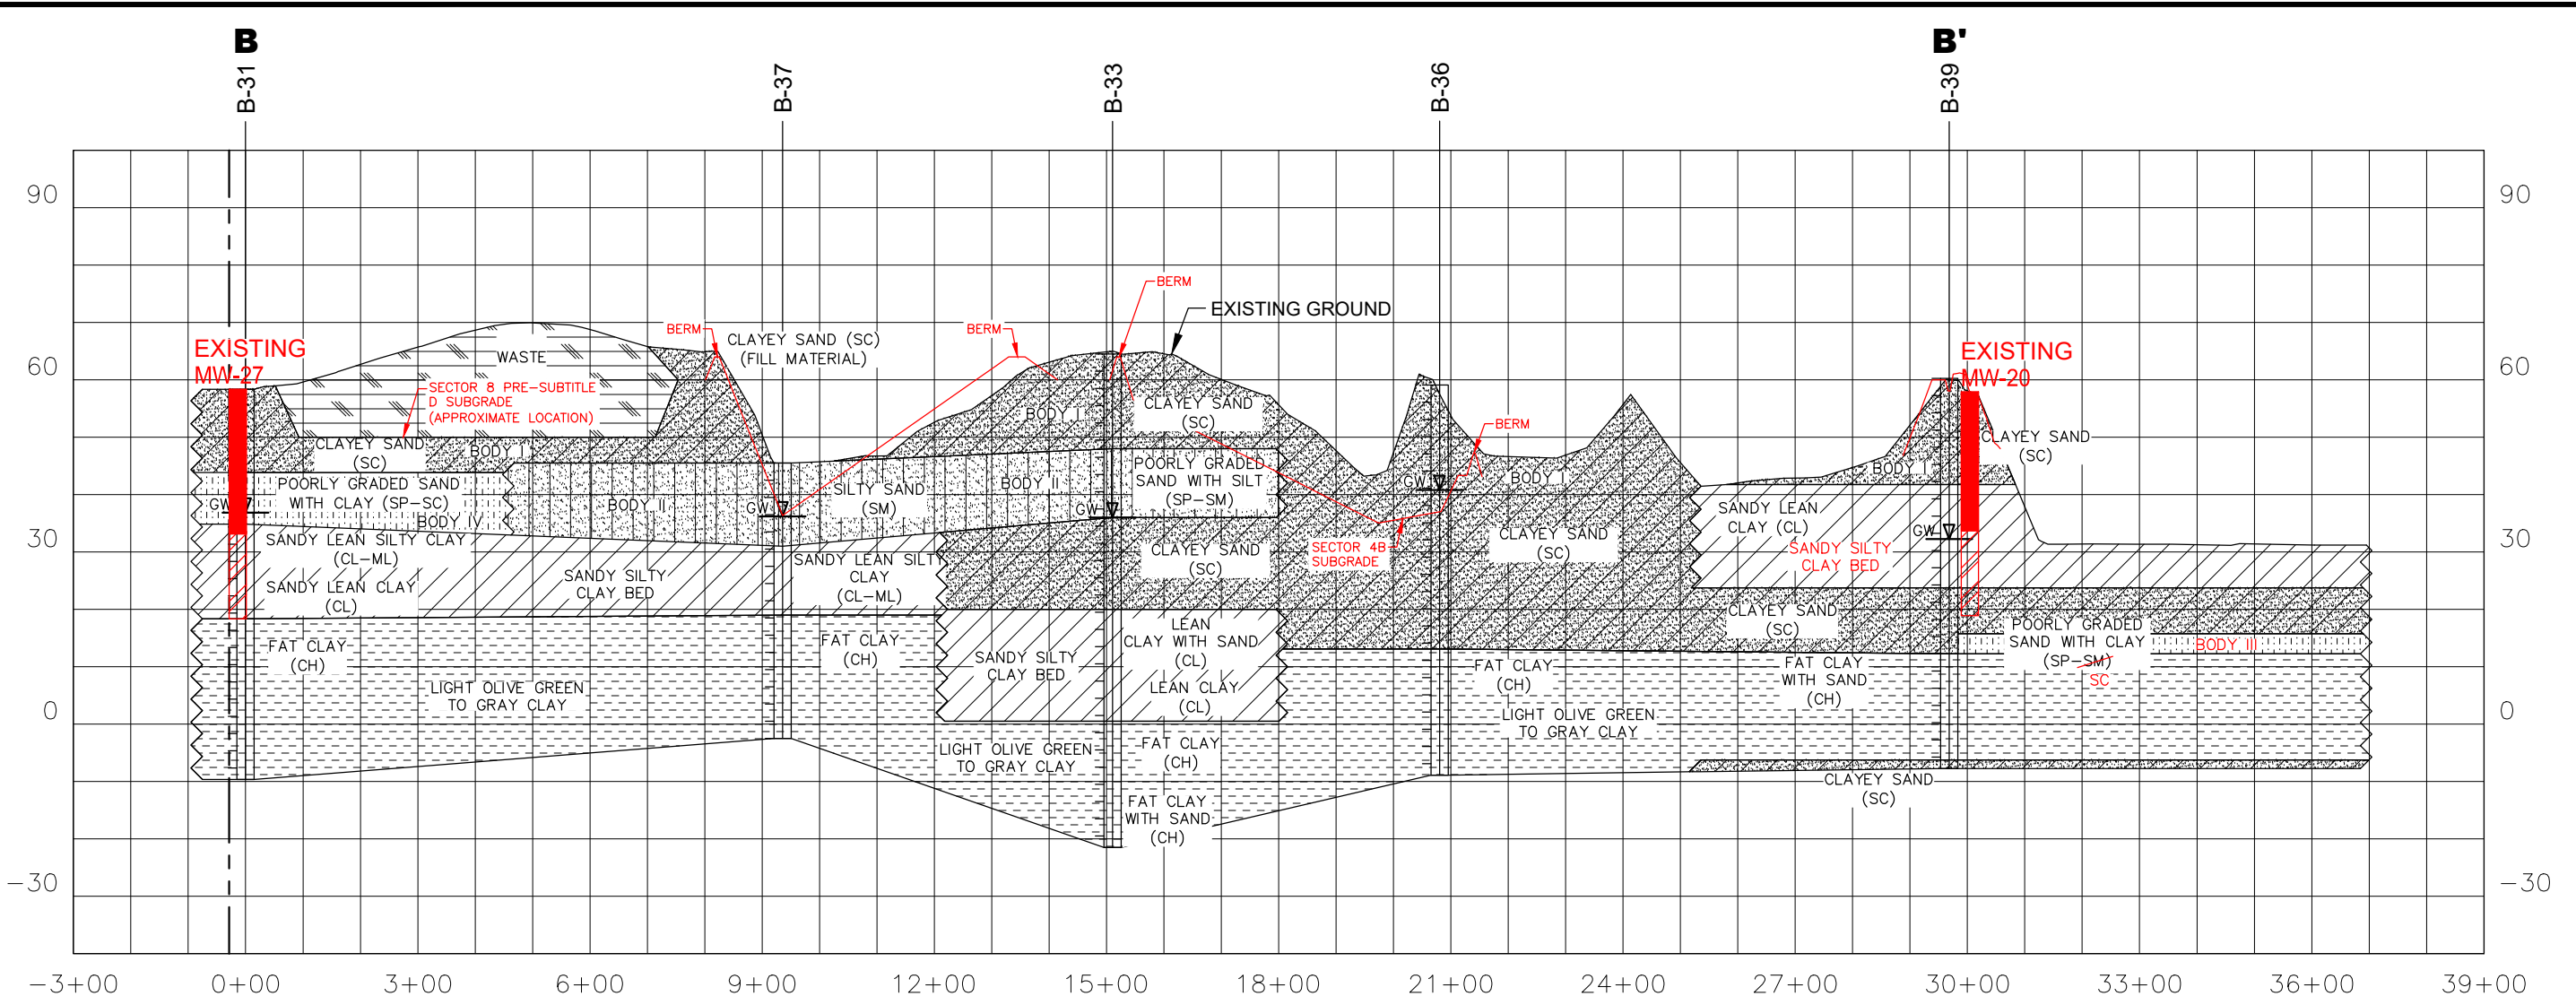 B
B'
B-31
B-37
B-33
B-36
B-39
90
90
BERM
EXISTING GROUND
BERM
BERM
CLAYEY SAND (SC)
(FILL MATERIAL)
EXISTING
MW-27
WASTE
EXISTING
MW-20
60
60
SECTOR 8 PRE-SUBTITLE
D SUBGRADE
(APPROXIMATE LOCATION)
BODY I
CLAYEY SAND
(SC)
BERM
CLAYEY SAND
(SC)
BODY I
CLAYEY SAND
(SC)
POORLY GRADED SAND
WITH CLAY (SP-SC)
GW
BODY IV
BODY II
GW
SILTY SAND
(SM)
BODY II
POORLY GRADED
SAND WITH SILT
(SP-SM)
GW
GW
BODY I
BODY I
SANDY LEAN
CLAY (CL)
GW
30
30
SANDY LEAN SILTY CLAY
(CL-ML)
SANDY LEAN CLAY
(CL)
SANDY SILTY
CLAY BED
SANDY LEAN SILTY
CLAY
(CL-ML)
CLAYEY SAND
(SC)
SECTOR 4B
SUBGRADE
CLAYEY SAND
(SC)
SANDY SILTY
CLAY BED
CLAYEY SAND
(SC)
POORLY GRADED
SAND WITH CLAY
(SP-SM)
SC
BODY III
FAT CLAY
(CH)
FAT CLAY
(CH)
SANDY SILTY
CLAY BED
LEAN
CLAY WITH SAND
(CL)
LEAN CLAY
(CL)
FAT CLAY
(CH)
FAT CLAY
WITH SAND
(CH)
LIGHT OLIVE GREEN
TO GRAY CLAY
0
0
LIGHT OLIVE GREEN
TO GRAY CLAY
LIGHT OLIVE GREEN
TO GRAY CLAY
FAT CLAY
(CH)
FAT CLAY
WITH SAND
(CH)
CLAYEY SAND
(SC)
-30
-30
-3+00
0+00
3+00
6+00
9+00
12+00
15+00
18+00
21+00
24+00
27+00
30+00
33+00
36+00
39+00